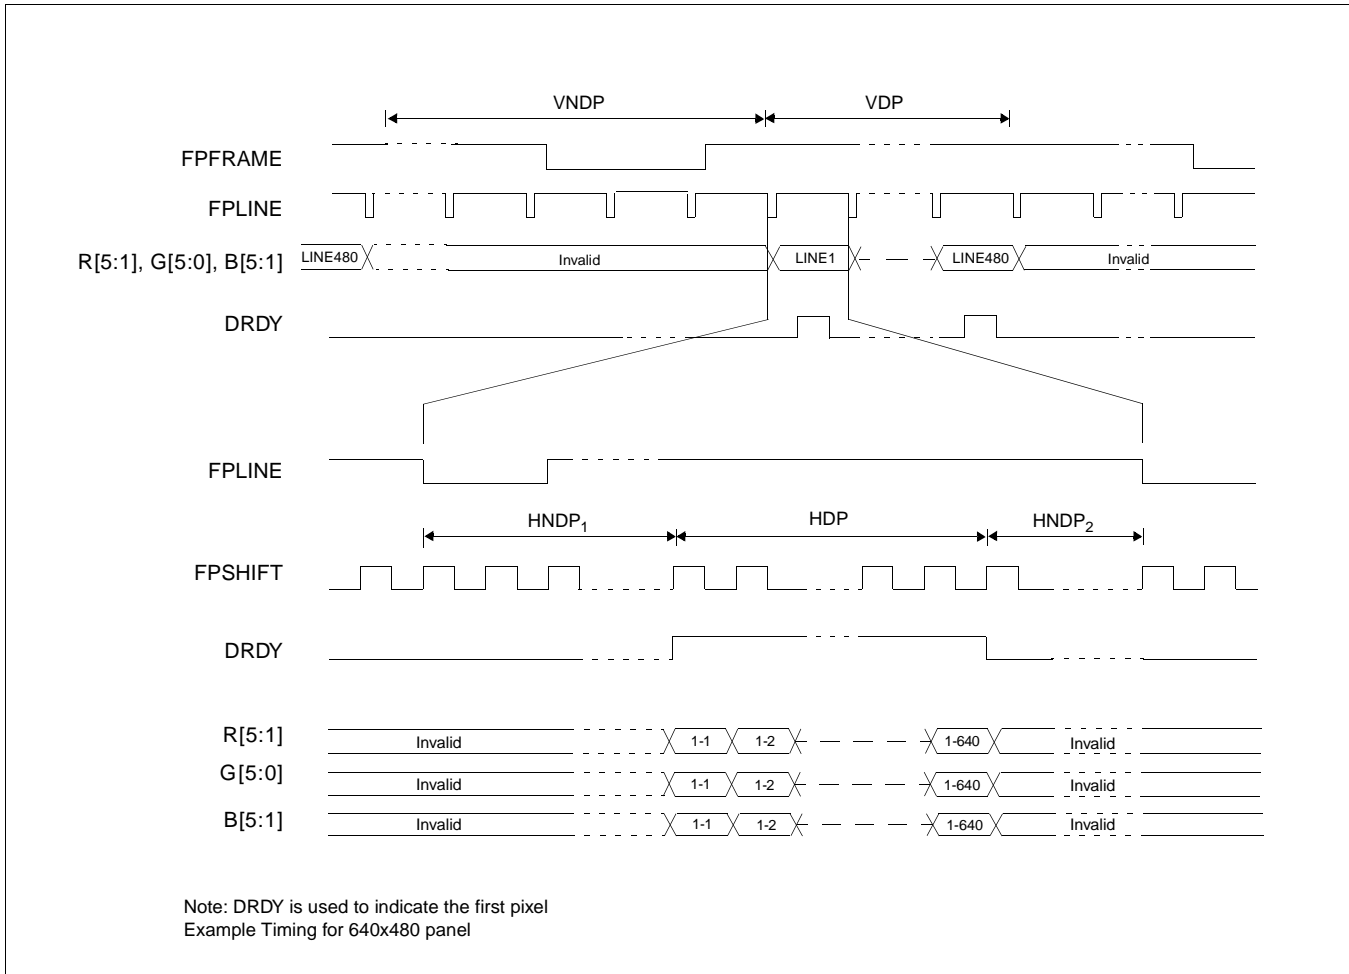 VNDP VDP
FPFRAME
FPLINE
R[5:1], G[5:0], B[5:1] LINE480 Invalid LINE1 LINE480 Invalid
DRDY
FPLINE
HNDP1 HDP HNDP2
FPSHIFT
DRDY
R[5:1] Invalid 1-1 1-2 1-640 Invalid
G[5:0] Invalid 1-1 1-2 1-640 Invalid
B[5:1] Invalid 1-1 1-2 1-640 Invalid
Note: DRDY is used to indicate the first pixel
Example Timing for 640x480 panel